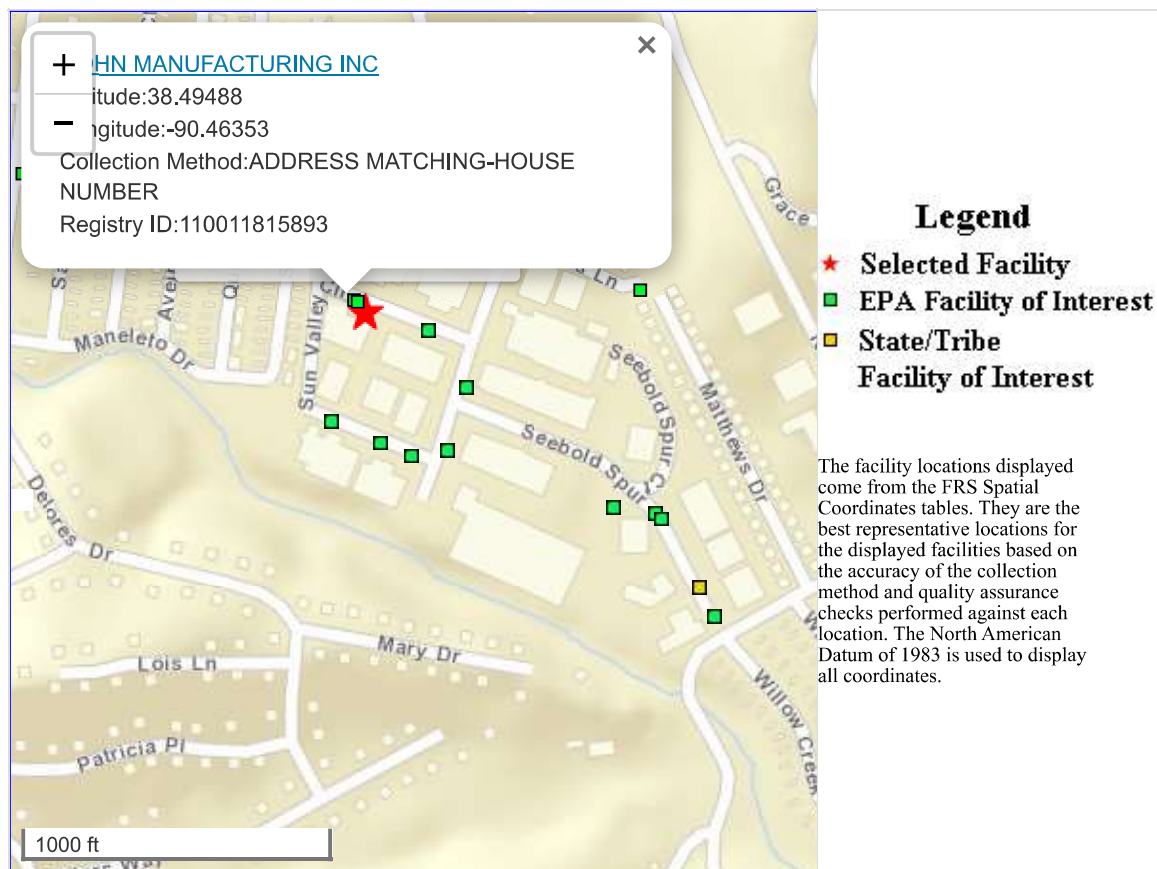 +
HN MANUFACTURING INC
×
itude:38.49488
−
ngitude:-90.46353
Collection Method:ADDRESS MATCHING-HOUSE
NUMBER
Registry ID:110011815893
Grace
Maneleto Dr
Sun Valley
Seebold Spur Ct
Matthews Dr
Seebold Spur
Delores Dr
Mary Dr
Lois Ln
Willow Creek
Patricia Pl
1000 ft
Legend
Selected Facility
EPA Facility of Interest
State/Tribe
Facility of Interest
The facility locations displayed
come from the FRS Spatial
Coordinates tables. They are the
best representative locations for
the displayed facilities based on
the accuracy of the collection
method and quality assurance
checks performed against each
location. The North American
Datum of 1983 is used to display
all coordinates.